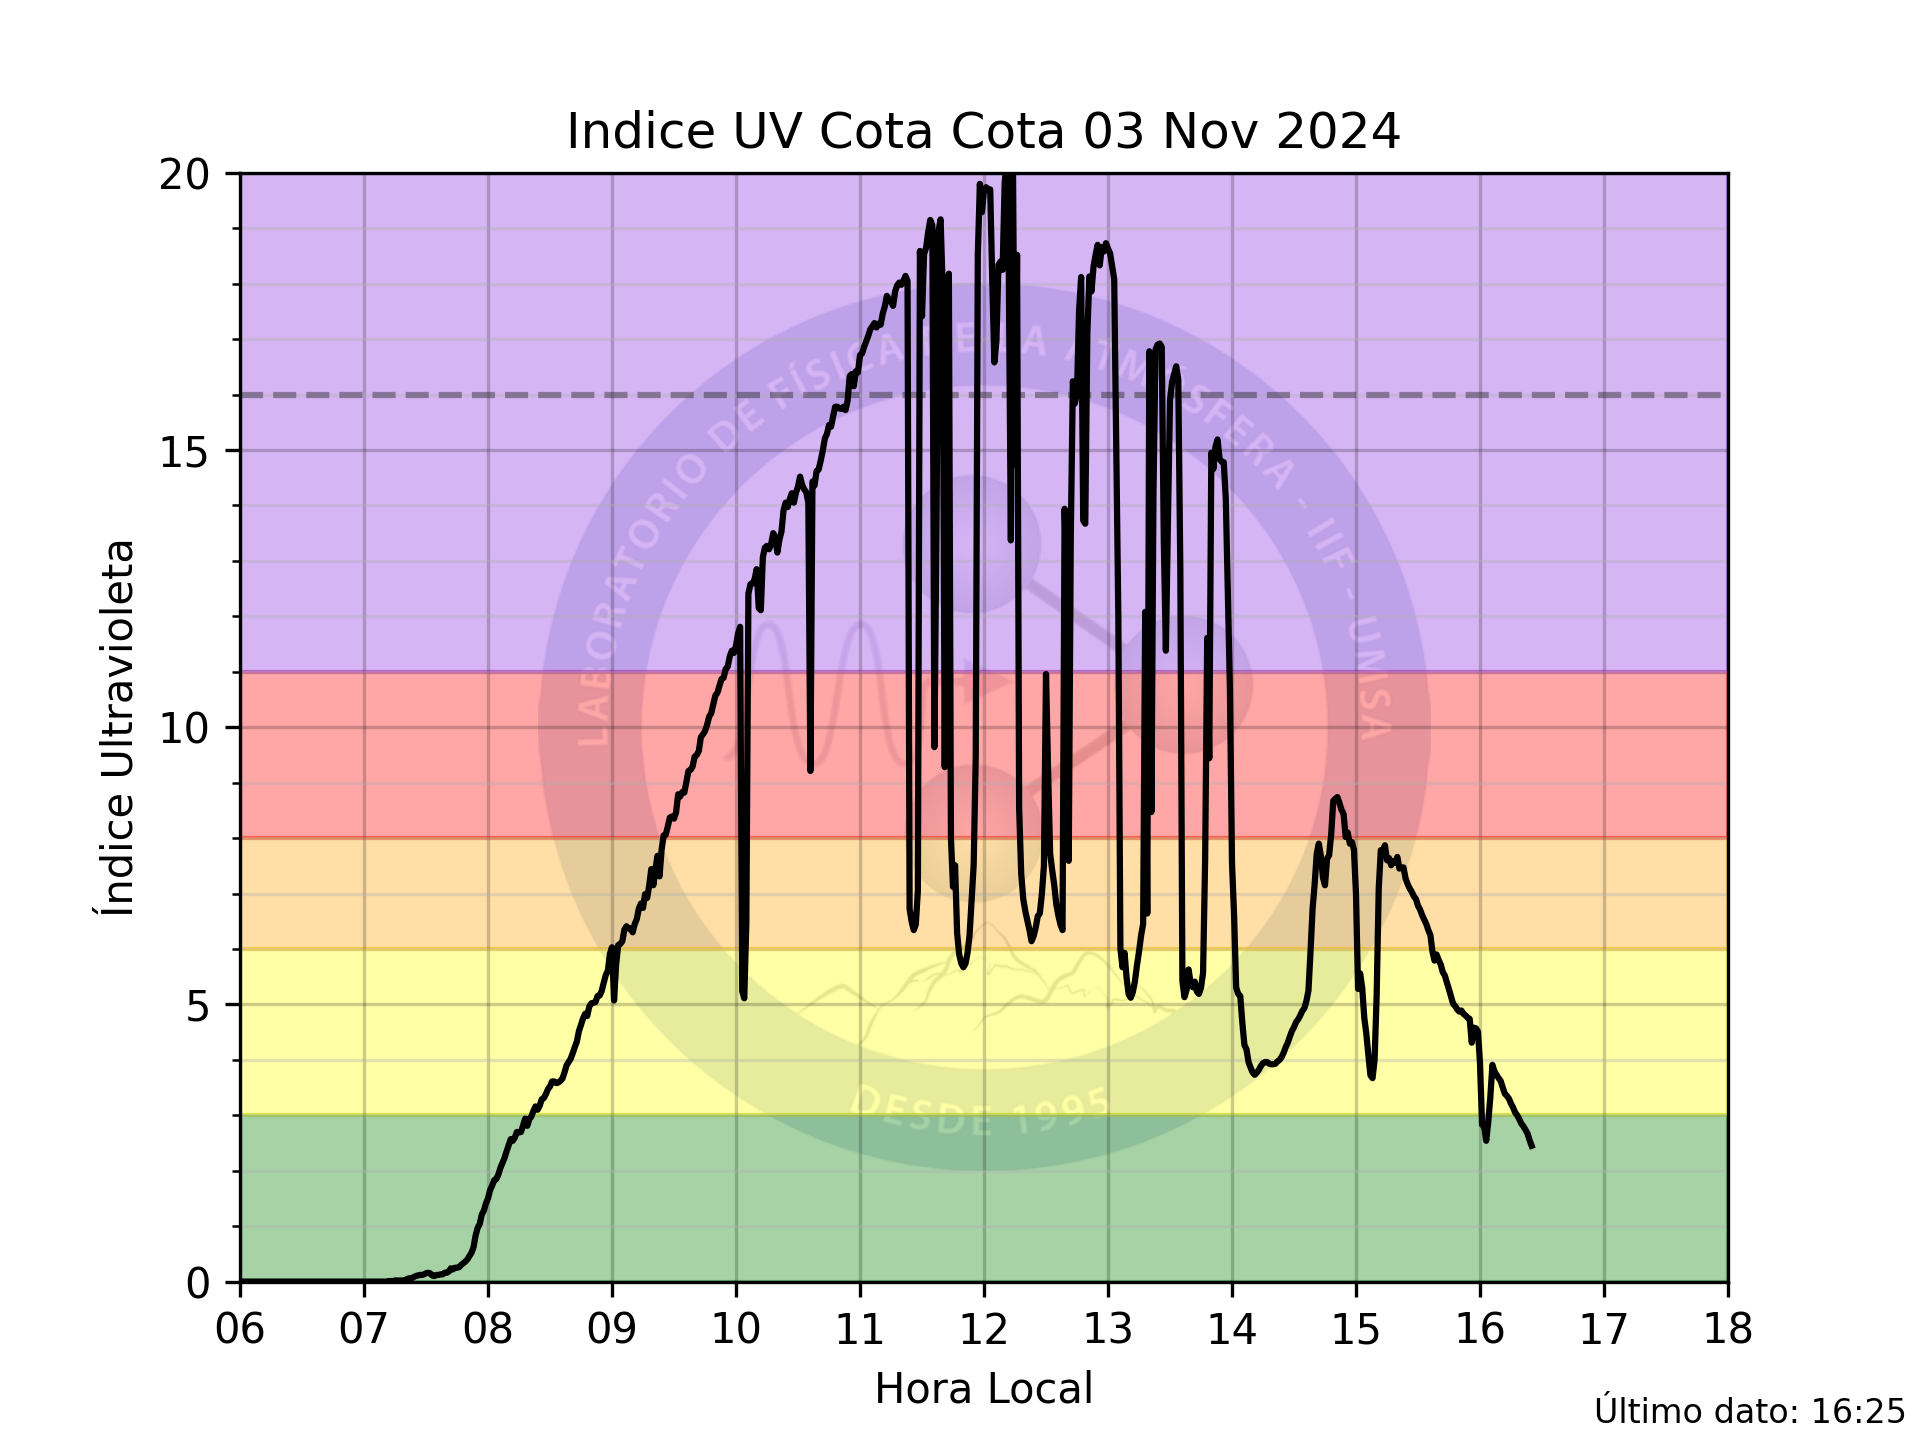 Indice UV Cota Cota 03 Nov 2024
20
15
10
5
0
Índice Ultravioleta
LABORATORIO DE FÍSICA DE LA ATMÓSFERA - IIF - UMSA
DESDE 1995
06 07 08 09 10 11 12 13 14 15 16 17 18
Hora Local
Último dato: 16:25